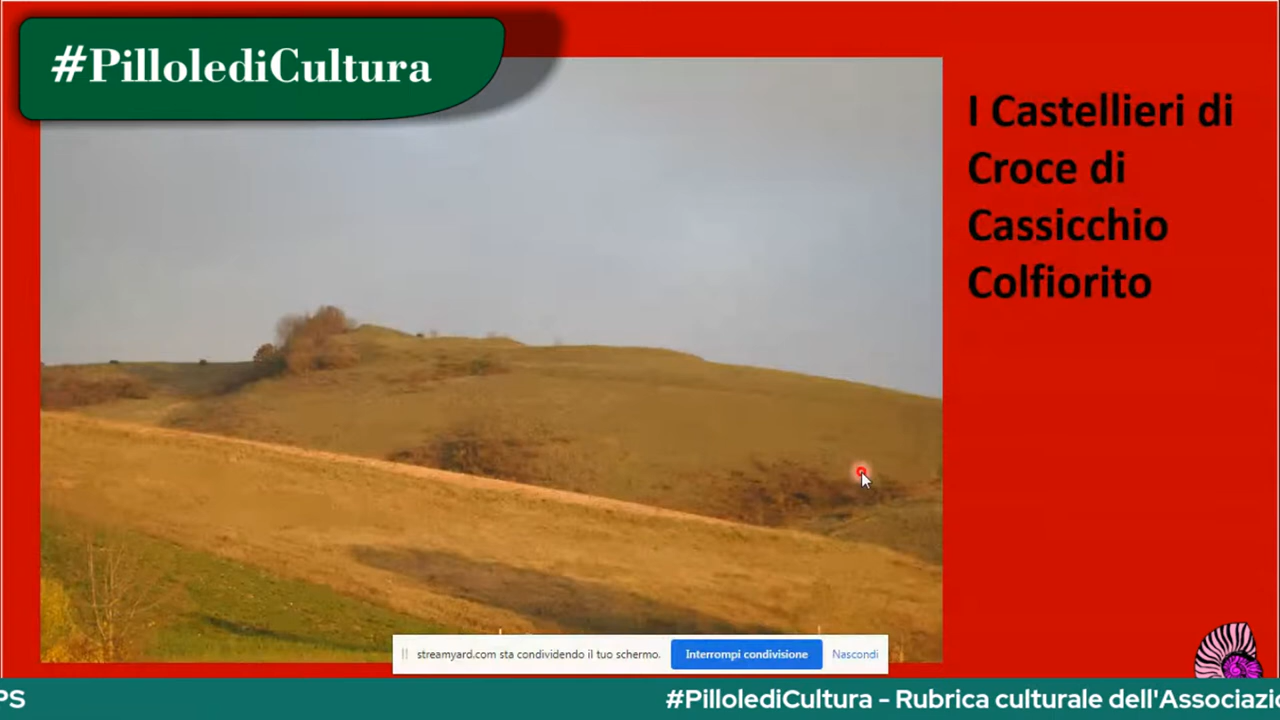 #PillolediCultura
I Castellieri di
Croce di
Cassicchio
Colfiorito
streamyard.com sta condividendo il tuo schermo.
Interrompi condivisione
Nascondi
PS
#PillolediCultura – Rubrica culturale dell'Associazio